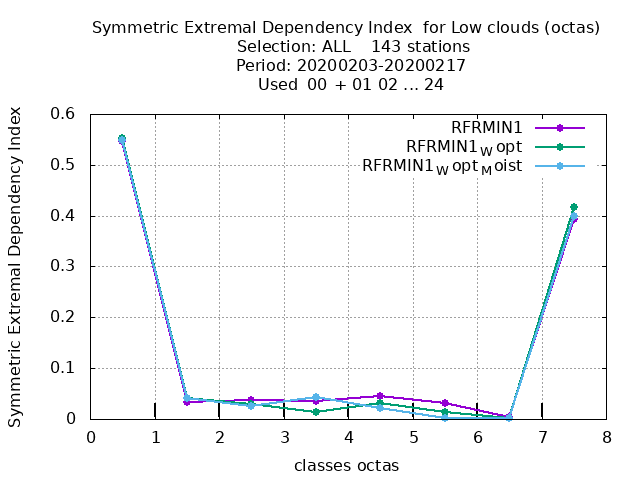 Symmetric Extremal Dependency Index  for Low clouds (octas)
Selection: ALL    143 stations
Period: 20200203-20200217
Used  00  + 01 02 ... 24
Symmetric Extremal Dependency Index
0.6
0.5
0.4
0.3
0.2
0.1
0
RFRMIN1
RFRMIN1Wopt
RFRMIN1WoptMoist
0 1 2 3 4 5 6 7 8
classes octas